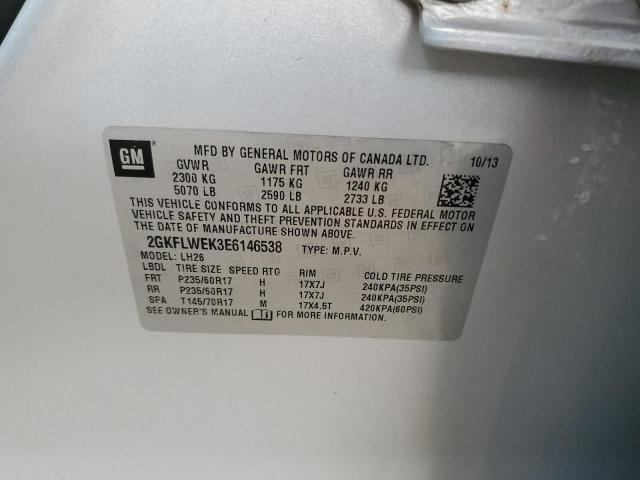 GM MFD BY GENERAL MOTORS OF CANADA LTD. 10/13
GVWR GAWR FRT GAWR RR
2300 KG 1175 KG 1240 KG
5070 LB 2590 LB 2733 LB
THIS VEHICLE CONFORMS TO ALL APPLICABLE U.S. FEDERAL MOTOR
VEHICLE SAFETY AND THEFT PREVENTION STANDARDS IN EFFECT ON
THE DATE OF MANUFACTURE SHOWN ABOVE.
2GKFLWEK3E6146538 TYPE: M.P.V.
MODEL: LH26
LBDL TIRE SIZE SPEED RTG RIM COLD TIRE PRESSURE
FRT P235/60R17 H 17X7J 240KPA(35PSI)
RR P235/60R17 H 17X7J 240KPA(35PSI)
SPA T145/70R17 M 17X4.5T 420KPA(60PSI)
SEE OWNER'S MANUAL FOR MORE INFORMATION.